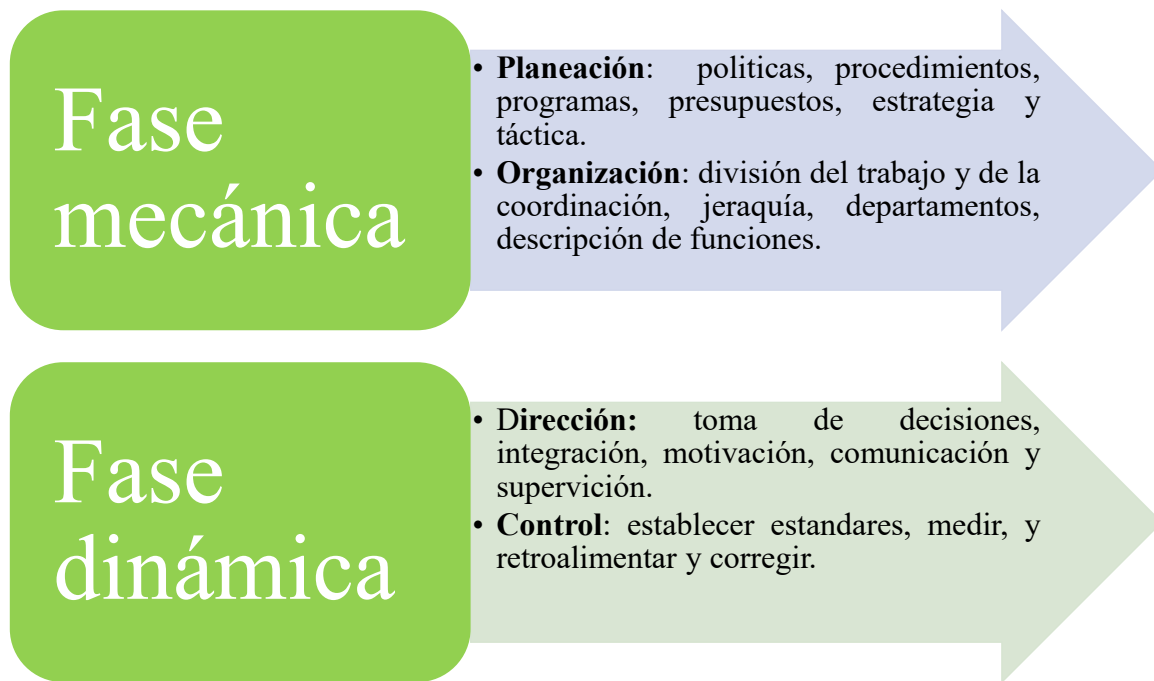 Fase
mecánica
• Planeación: politicas, procedimientos,
programas, presupuestos, estrategia y
táctica.
• Organización: división del trabajo y de la
coordinación, jeraquía, departamentos,
descripción de funciones.
Fase
dinámica
• Dirección: toma de decisiones,
integración, motivación, comunicación y
supervición.
• Control: establecer estandares, medir, y
retroalimentar y corregir.